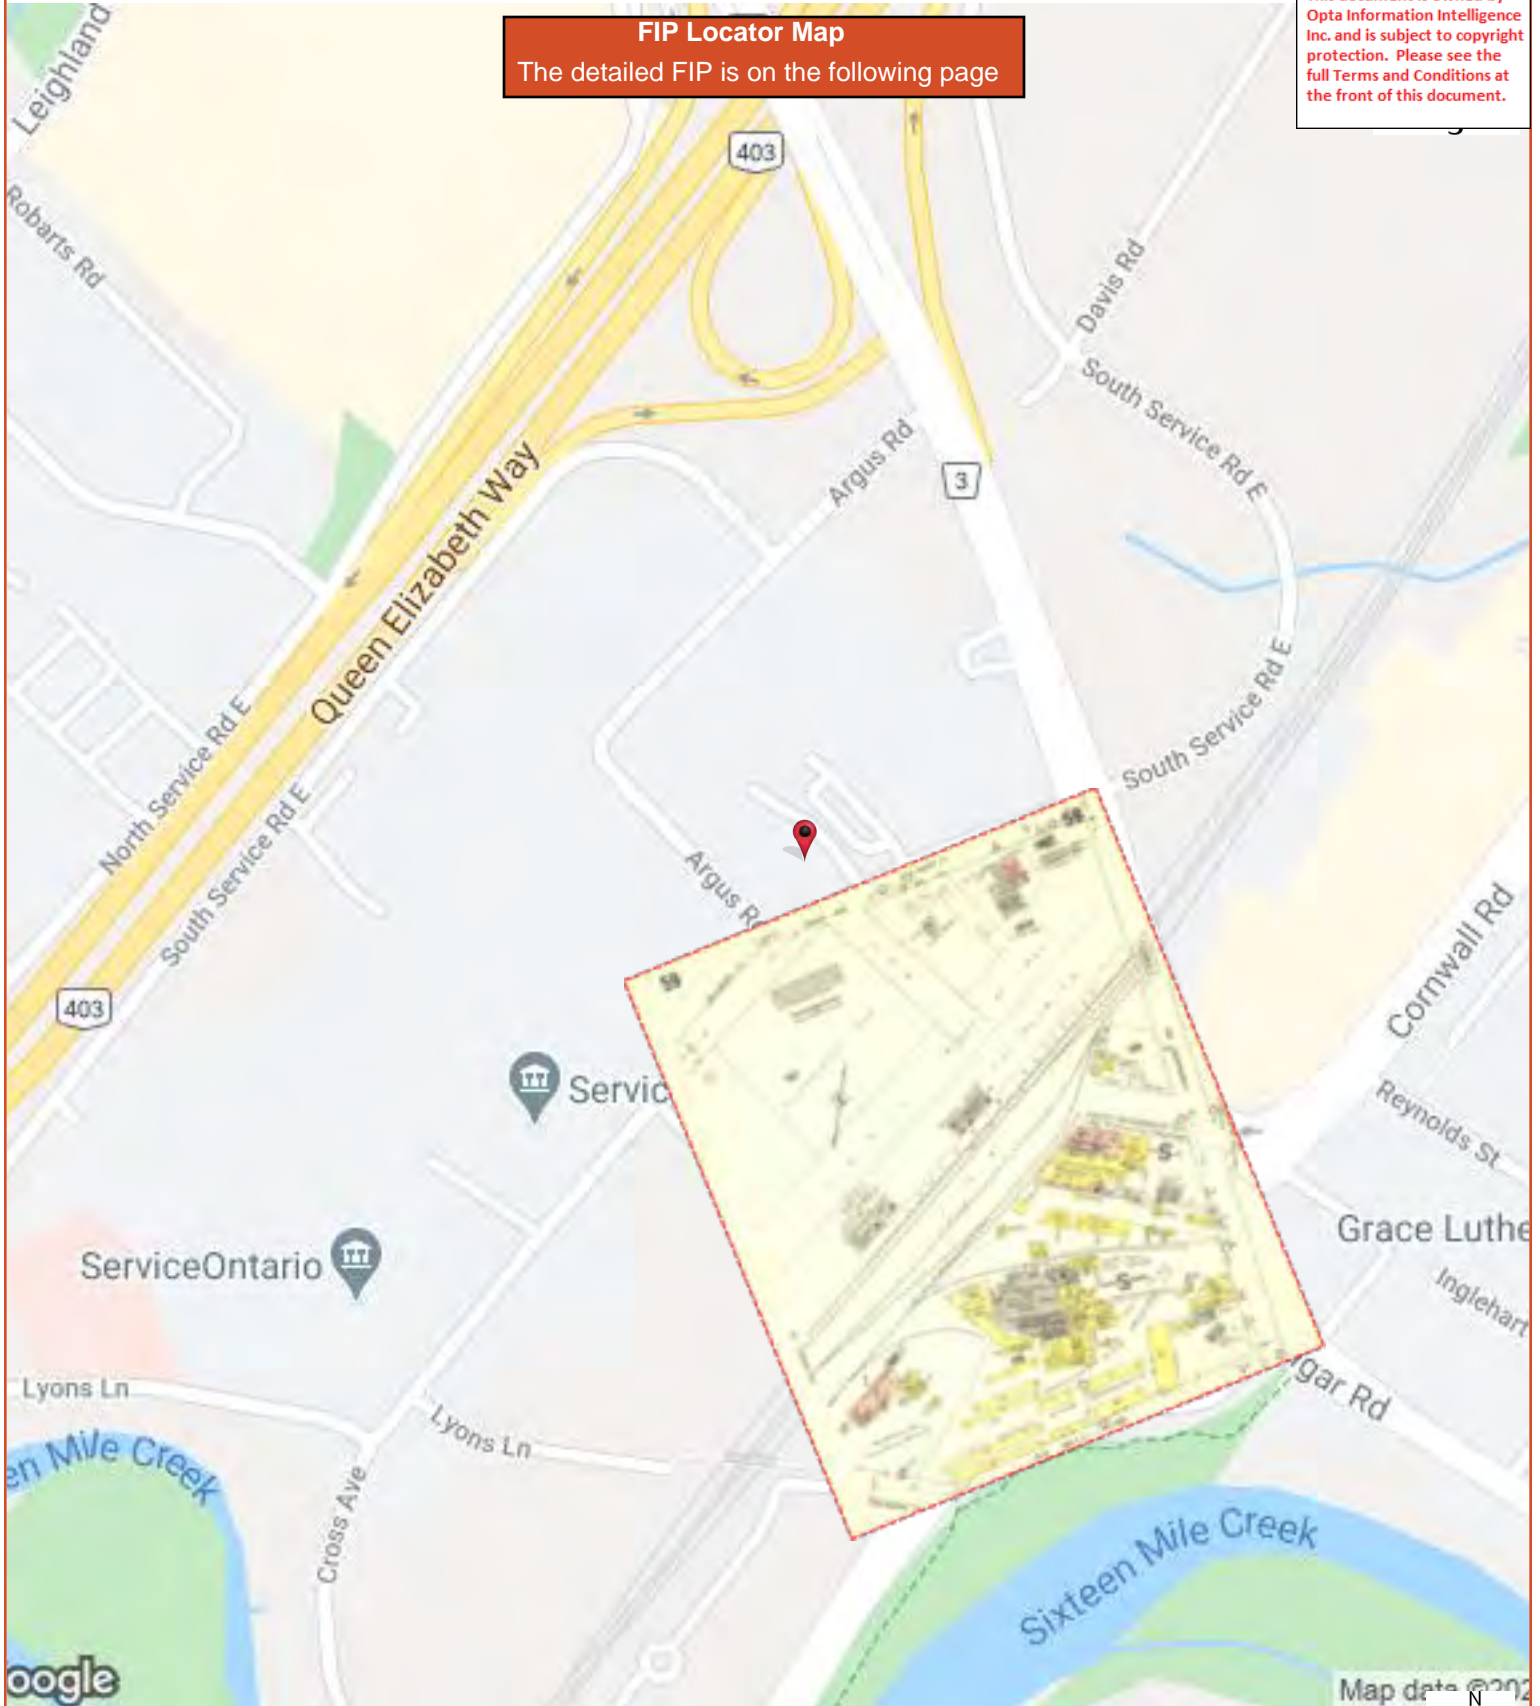 FIP Locator Map
The detailed FIP is on the following page
Opta Information Intelligence
Inc. and is subject to copyright
protection. Please see the
full Terms and Conditions at
the front of this document.
Leighland
403
Robarts Rd
Davis Rd
South Service Rd E
Argus Rd
3
Queen Elizabeth Way
North Service Rd E
South Service Rd E
South Service Rd E
Argus Rd
59
59
403
Cornwall Rd
Servic
Reynolds St
S
Grace Luthe
ServiceOntario
S
Inglehart
Lyons Ln
Lyons Ln
gar Rd
en Mile Creek
Cross Ave
Sixteen Mile Creek
oogle
Map data ©202
N